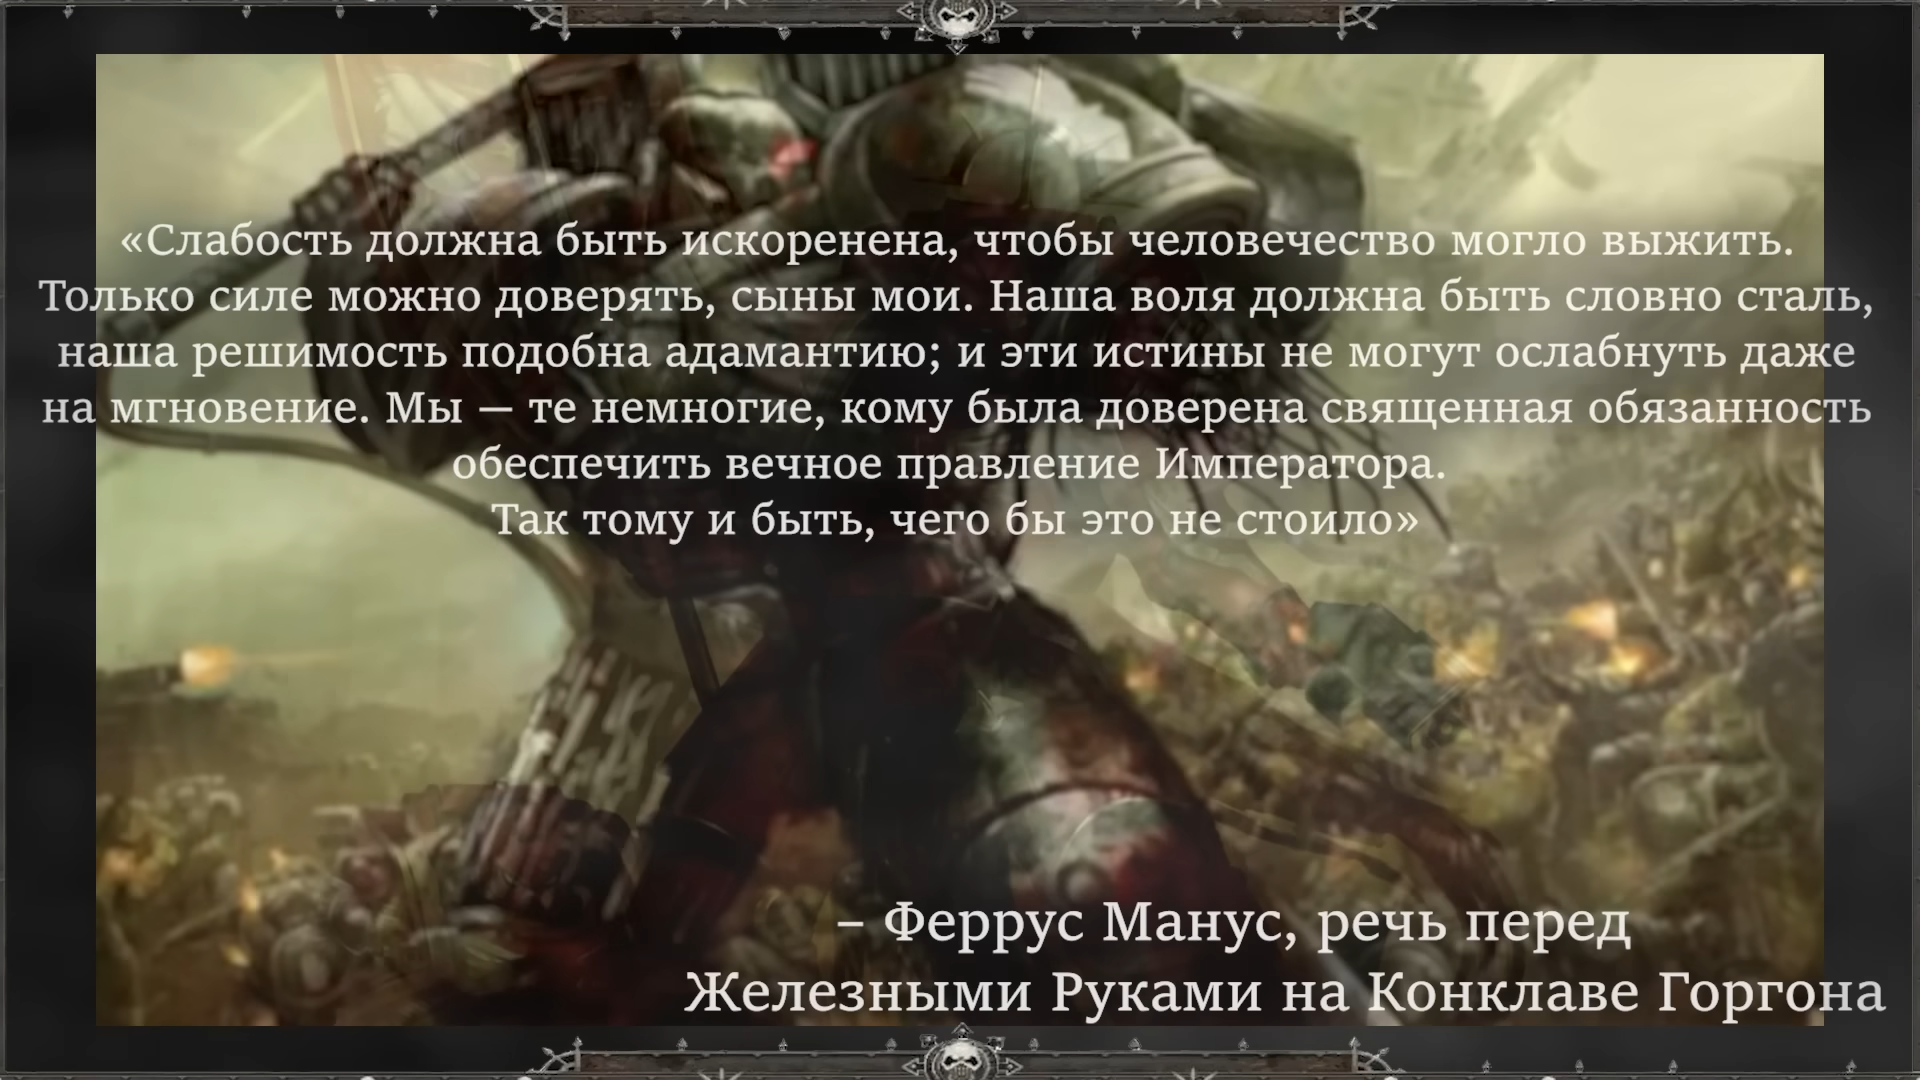 «Слабость должна быть искоренена, чтобы человечество могло выжить.
Только силе можно доверять, сыны мои. Наша воля должна быть словно сталь,
наша решимость подобна адамантию; и эти истины не могут ослабнуть даже
на мгновение. Мы — те немногие, кому была доверена священная обязанность
обеспечить вечное правление Императора.
Так тому и быть, чего бы это не стоило»
– Феррус Манус, речь перед
Железными Руками на Конклаве Горгона